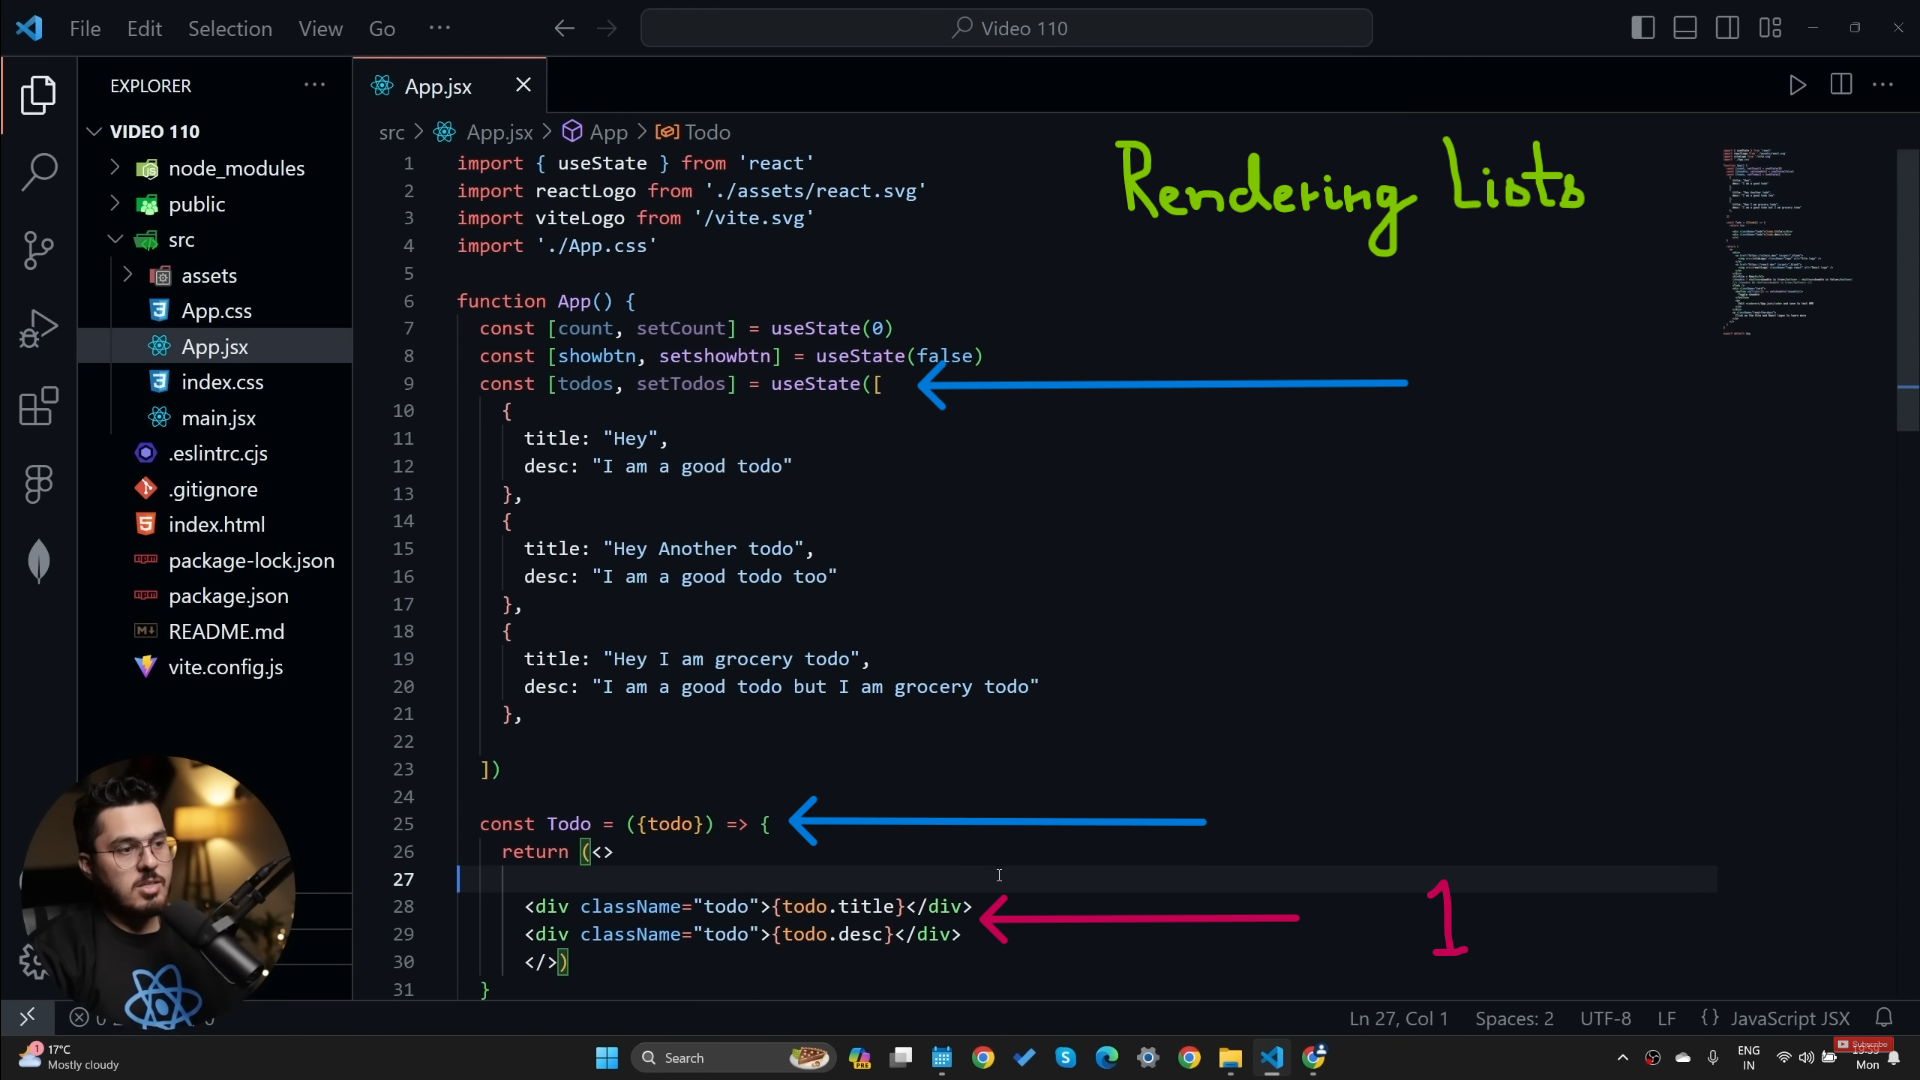 File Edit Selection View Go ··· Video 110
EXPLORER ···
VIDEO 110
node_modules
public
src
assets
App.css
App.jsx
index.css
main.jsx
.eslintrc.cjs
.gitignore
index.html
package-lock.json
package.json
README.md
vite.config.js
App.jsx
src > App.jsx > App > Todo
Rendering Lists
1 import { useState } from 'react'
2 import reactLogo from './assets/react.svg'
3 import viteLogo from '/vite.svg'
4 import './App.css'
5
6 function App() {
7 const [count, setCount] = useState(0)
8 const [showbtn, setshowbtn] = useState(false)
9 const [todos, setTodos] = useState([
10 {
11 title: "Hey",
12 desc: "I am a good todo"
13 },
14 {
15 title: "Hey Another todo",
16 desc: "I am a good todo too"
17 },
18 {
19 title: "Hey I am grocery todo",
20 desc: "I am a good todo but I am grocery todo"
21 },
22
23 ])
24
25 const Todo = ({todo}) => {
26 return (<>
27
28 <div className="todo">{todo.title}</div>
29 <div className="todo">{todo.desc}</div>
30 </>)
31 }
1
Ln 27, Col 1 Spaces: 2 UTF-8 LF {} JavaScript JSX
1
17°C
Mostly cloudy
Search
PRE
ENG
IN
Subscribe
Mon